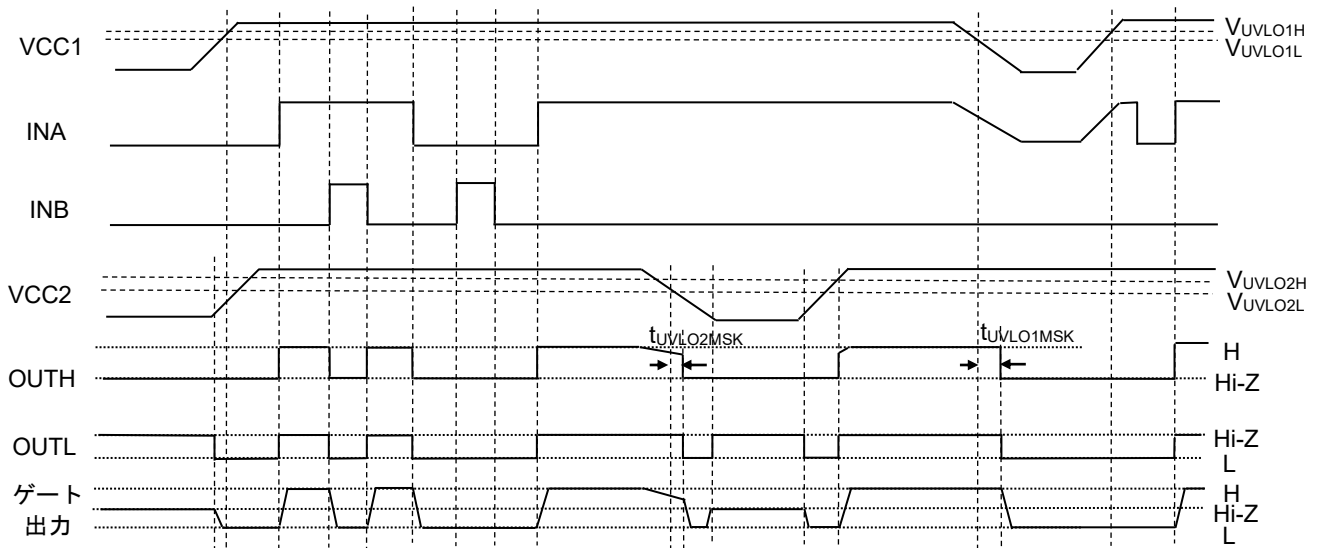 VCC1
VUVLO1H
VUVLO1L
INA
INB
VCC2
VUVLO2H
VUVLO2L
tUVLO2MSK
tUVLO1MSK
OUTH
H
Hi-Z
OUTL
Hi-Z
L
ゲート
出力
H
Hi-Z
L